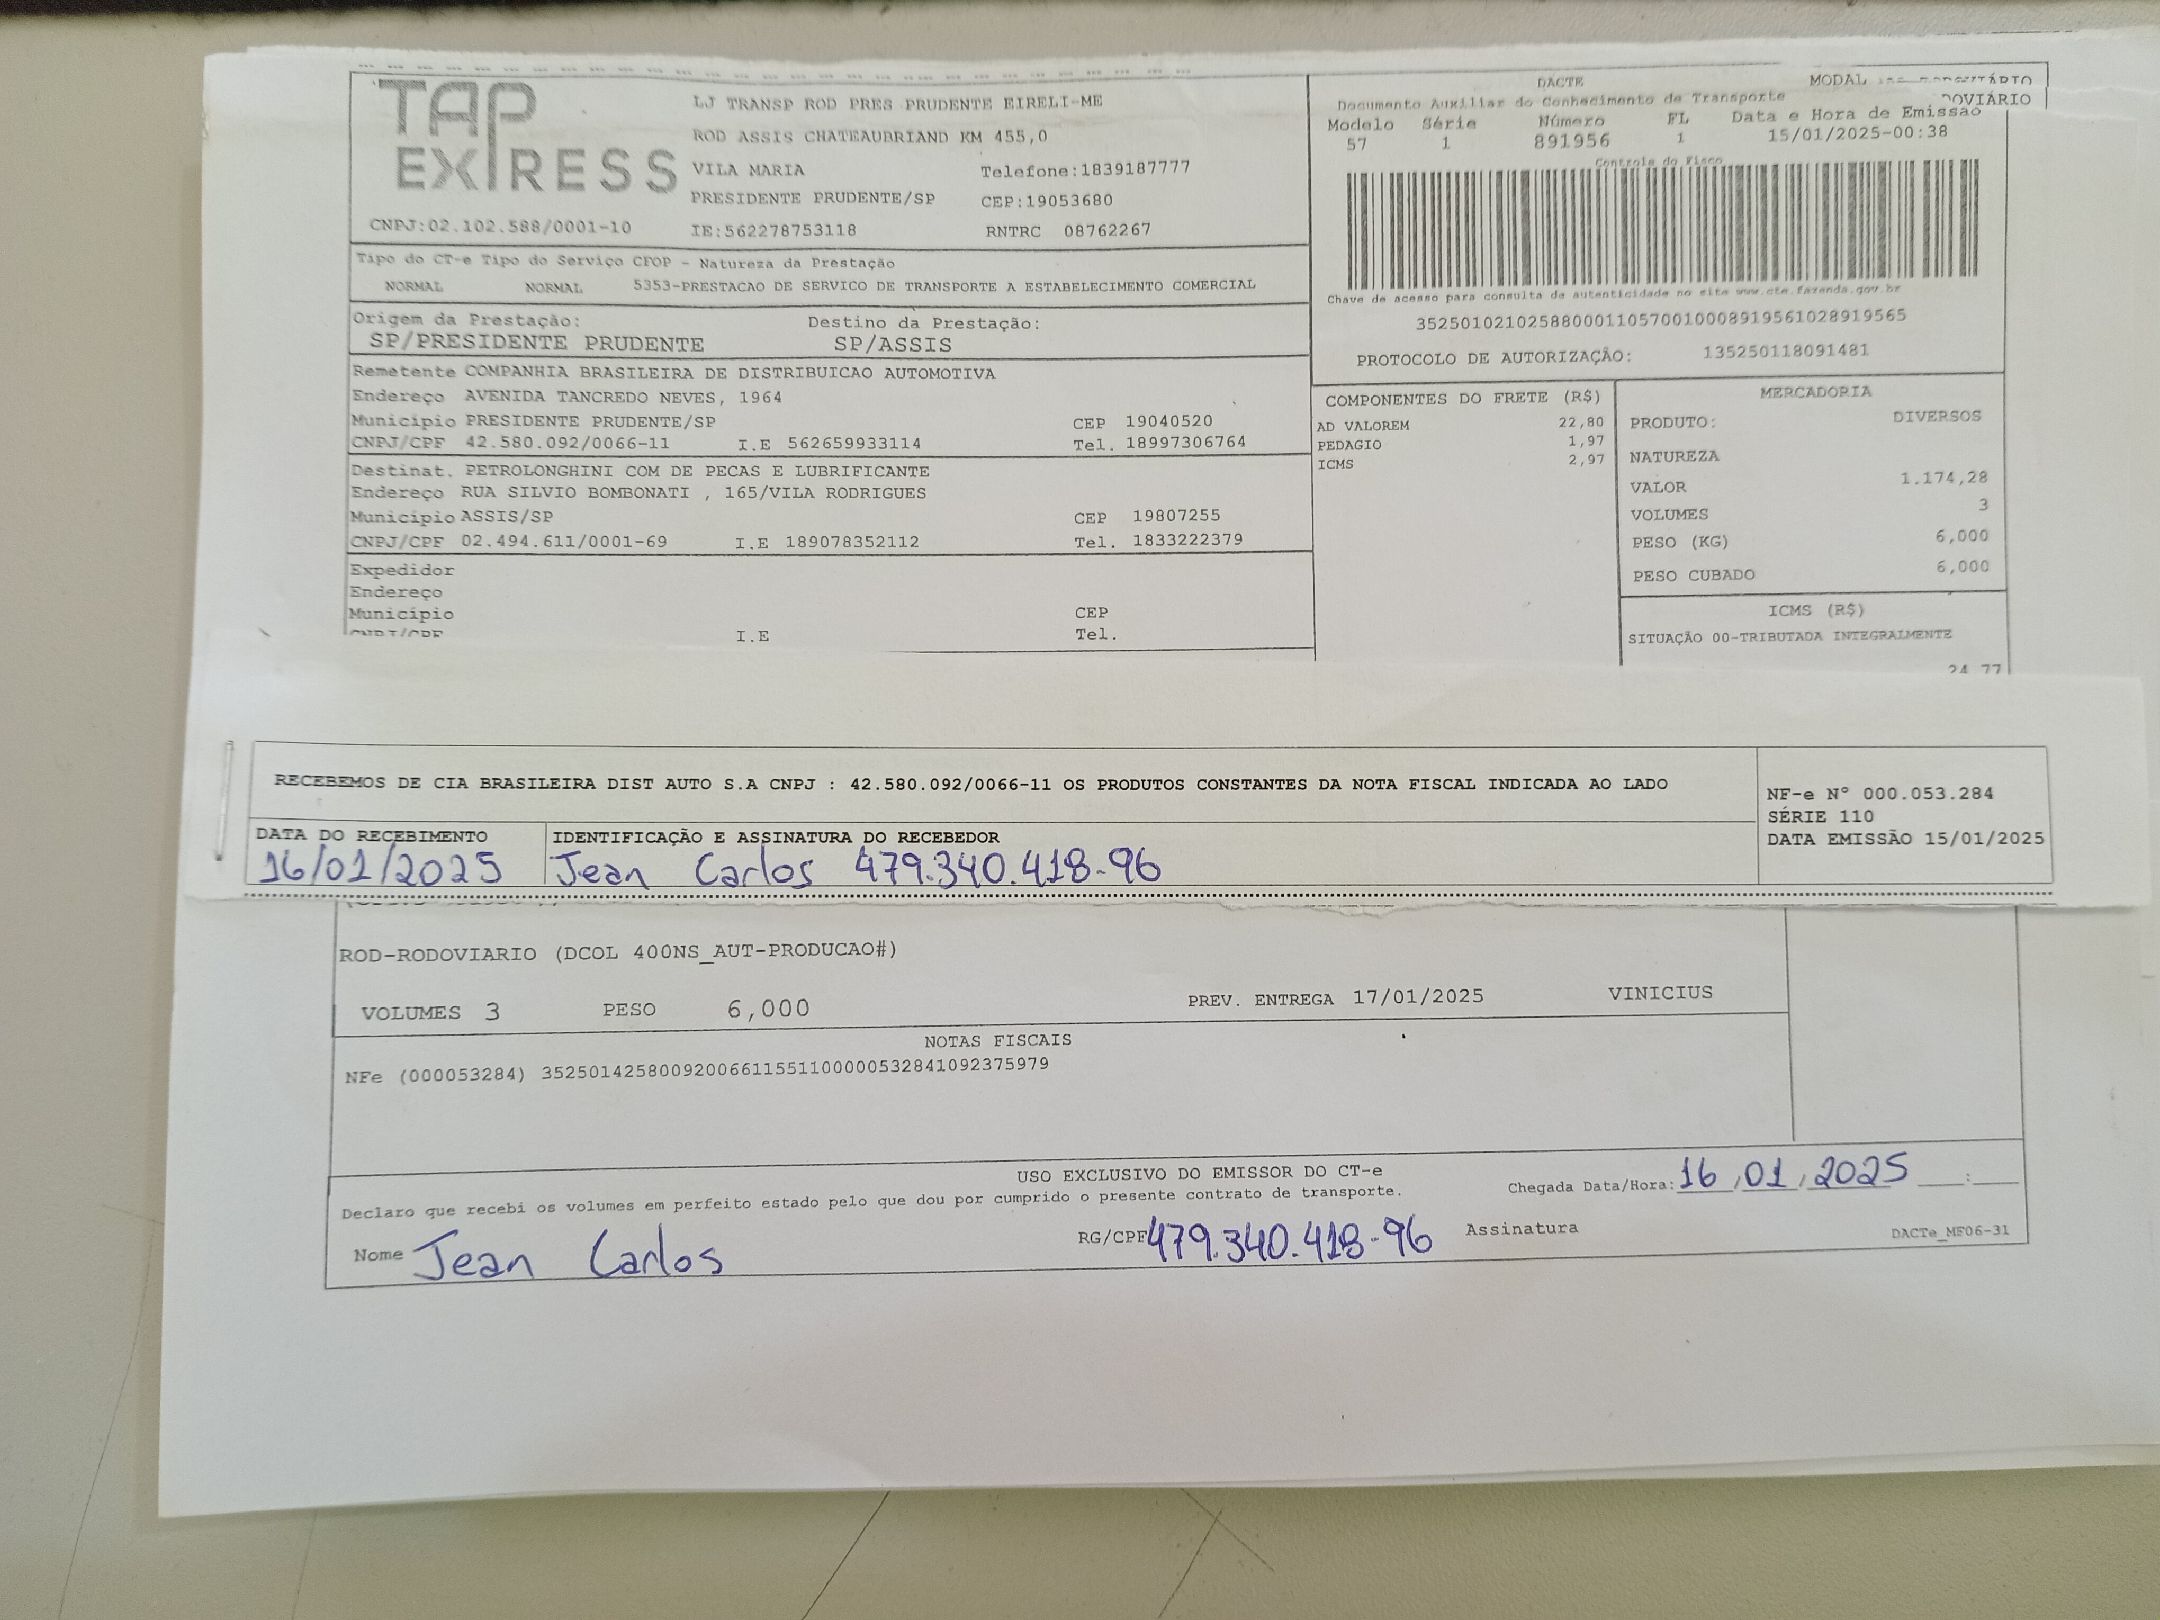 TAP EXPRESS
LJ TRANSP ROD PRES PRUDENTE EIRELI-ME
ROD ASSIS CHATEAUBRIAND KM 455,0
VILA MARIA Telefone:1839187777
PRESIDENTE PRUDENTE/SP CEP:19053680
CNPJ:02.102.588/0001-10 IE:562278753118 RNTRC 08762267
DACTE MODAL
OVIÁRIO
Documento Auxiliar do Conhecimento de Transporte
Modelo Série Número FL Data e Hora de Emissão
57 1 891956 1 15/01/2025-00:38
Controle do Fisco
Chave de acesso para consulta de autenticidade no site www.cte.fazenda.gov.br
35250102102588000110570010008919561028919565
PROTOCOLO DE AUTORIZAÇÃO: 135250118091481
Tipo do CT-e Tipo do Serviço CFOP - Natureza da Prestação
NORMAL NORMAL 5353-PRESTACAO DE SERVICO DE TRANSPORTE A ESTABELECIMENTO COMERCIAL
Origem da Prestação: Destino da Prestação:
SP/PRESIDENTE PRUDENTE SP/ASSIS
Remetente COMPANHIA BRASILEIRA DE DISTRIBUICAO AUTOMOTIVA
Endereço AVENIDA TANCREDO NEVES, 1964
Município PRESIDENTE PRUDENTE/SP CEP 19040520
CNPJ/CPF 42.580.092/0066-11 I.E 562659933114 Tel. 18997306764
Destinat. PETROLONGHINI COM DE PECAS E LUBRIFICANTE
Endereço RUA SILVIO BOMBONATI , 165/VILA RODRIGUES
Município ASSIS/SP CEP 19807255
CNPJ/CPF 02.494.611/0001-69 I.E 189078352112 Tel. 1833222379
Expedidor
Endereço
Município CEP
CNPJ/CPF I.E Tel.
COMPONENTES DO FRETE (R$)
AD VALOREM 22,80
PEDAGIO 1,97
ICMS 2,97
MERCADORIA
PRODUTO: DIVERSOS
NATUREZA
VALOR 1.174,28
VOLUMES 3
PESO (KG) 6,000
PESO CUBADO 6,000
ICMS (R$)
SITUAÇÃO 00-TRIBUTADA INTEGRALMENTE
24,77
RECEBEMOS DE CIA BRASILEIRA DIST AUTO S.A CNPJ : 42.580.092/0066-11 OS PRODUTOS CONSTANTES DA NOTA FISCAL INDICADA AO LADO
NF-e N° 000.053.284
SÉRIE 110
DATA EMISSÃO 15/01/2025
DATA DO RECEBIMENTO IDENTIFICAÇÃO E ASSINATURA DO RECEBEDOR
16/01/2025 Jean Carlos 479.340.418-96
ROD-RODOVIARIO (DCOL 400NS_AUT-PRODUCAO#)
VOLUMES 3 PESO 6,000 PREV. ENTREGA 17/01/2025 VINICIUS
NOTAS FISCAIS
NFe (000053284) 35250142580092006611551100000532841092375979
USO EXCLUSIVO DO EMISSOR DO CT-e
Declaro que recebi os volumes em perfeito estado pelo que dou por cumprido o presente contrato de transporte. Chegada Data/Hora: 16/01/2025 :
Nome Jean Carlos RG/CPF 479.340.418-96 Assinatura DACTe_MF06-31